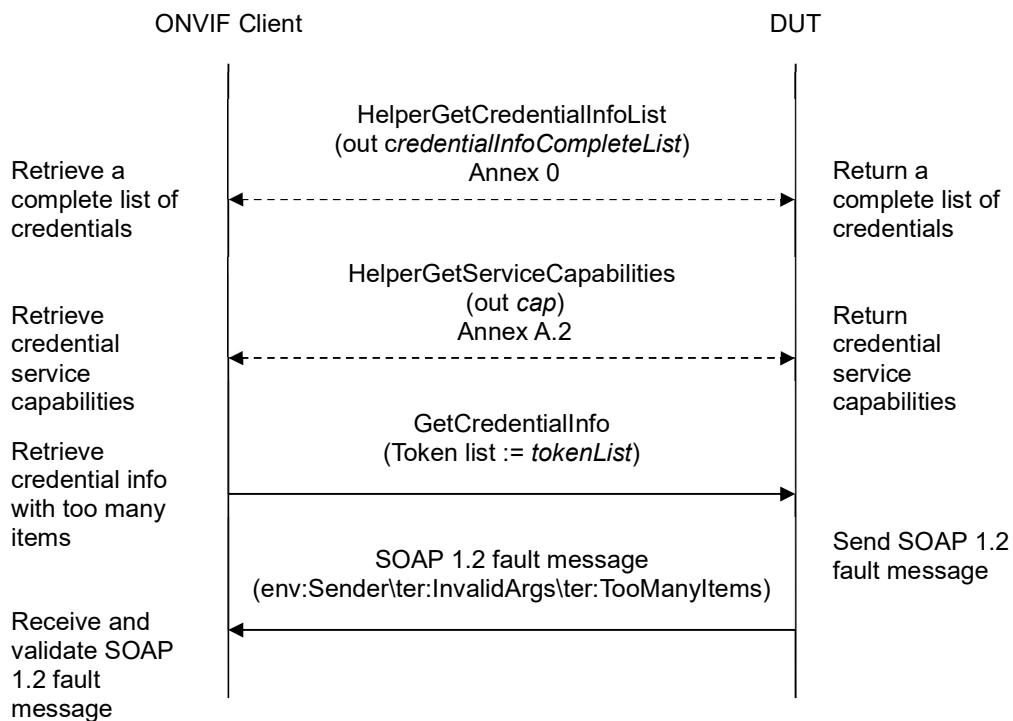 ONVIF Client
DUT
HelperGetCredentialInfoList
(out credentialInfoCompleteList)
Annex 0
Retrieve a
complete list of
credentials
Return a
complete list of
credentials
HelperGetServiceCapabilities
(out cap)
Annex A.2
Retrieve
credential
service
capabilities
Return
credential
service
capabilities
GetCredentialInfo
(Token list := tokenList)
Retrieve
credential info
with too many
items
SOAP 1.2 fault message
(env:Sender\ter:InvalidArgs\ter:TooManyItems)
Send SOAP 1.2
fault message
Receive and
validate SOAP
1.2 fault
message